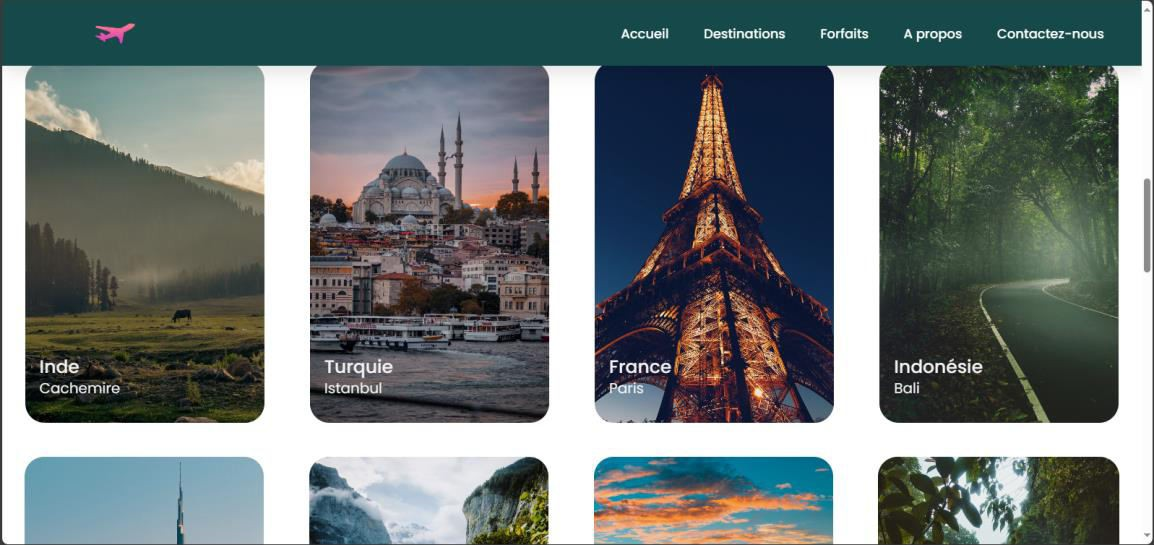 Accueil
Destinations
Forfaits
A propos
Contactez-nous
Inde
Cachemire
Turquie
Istanbul
France
Paris
Indonésie
Bali